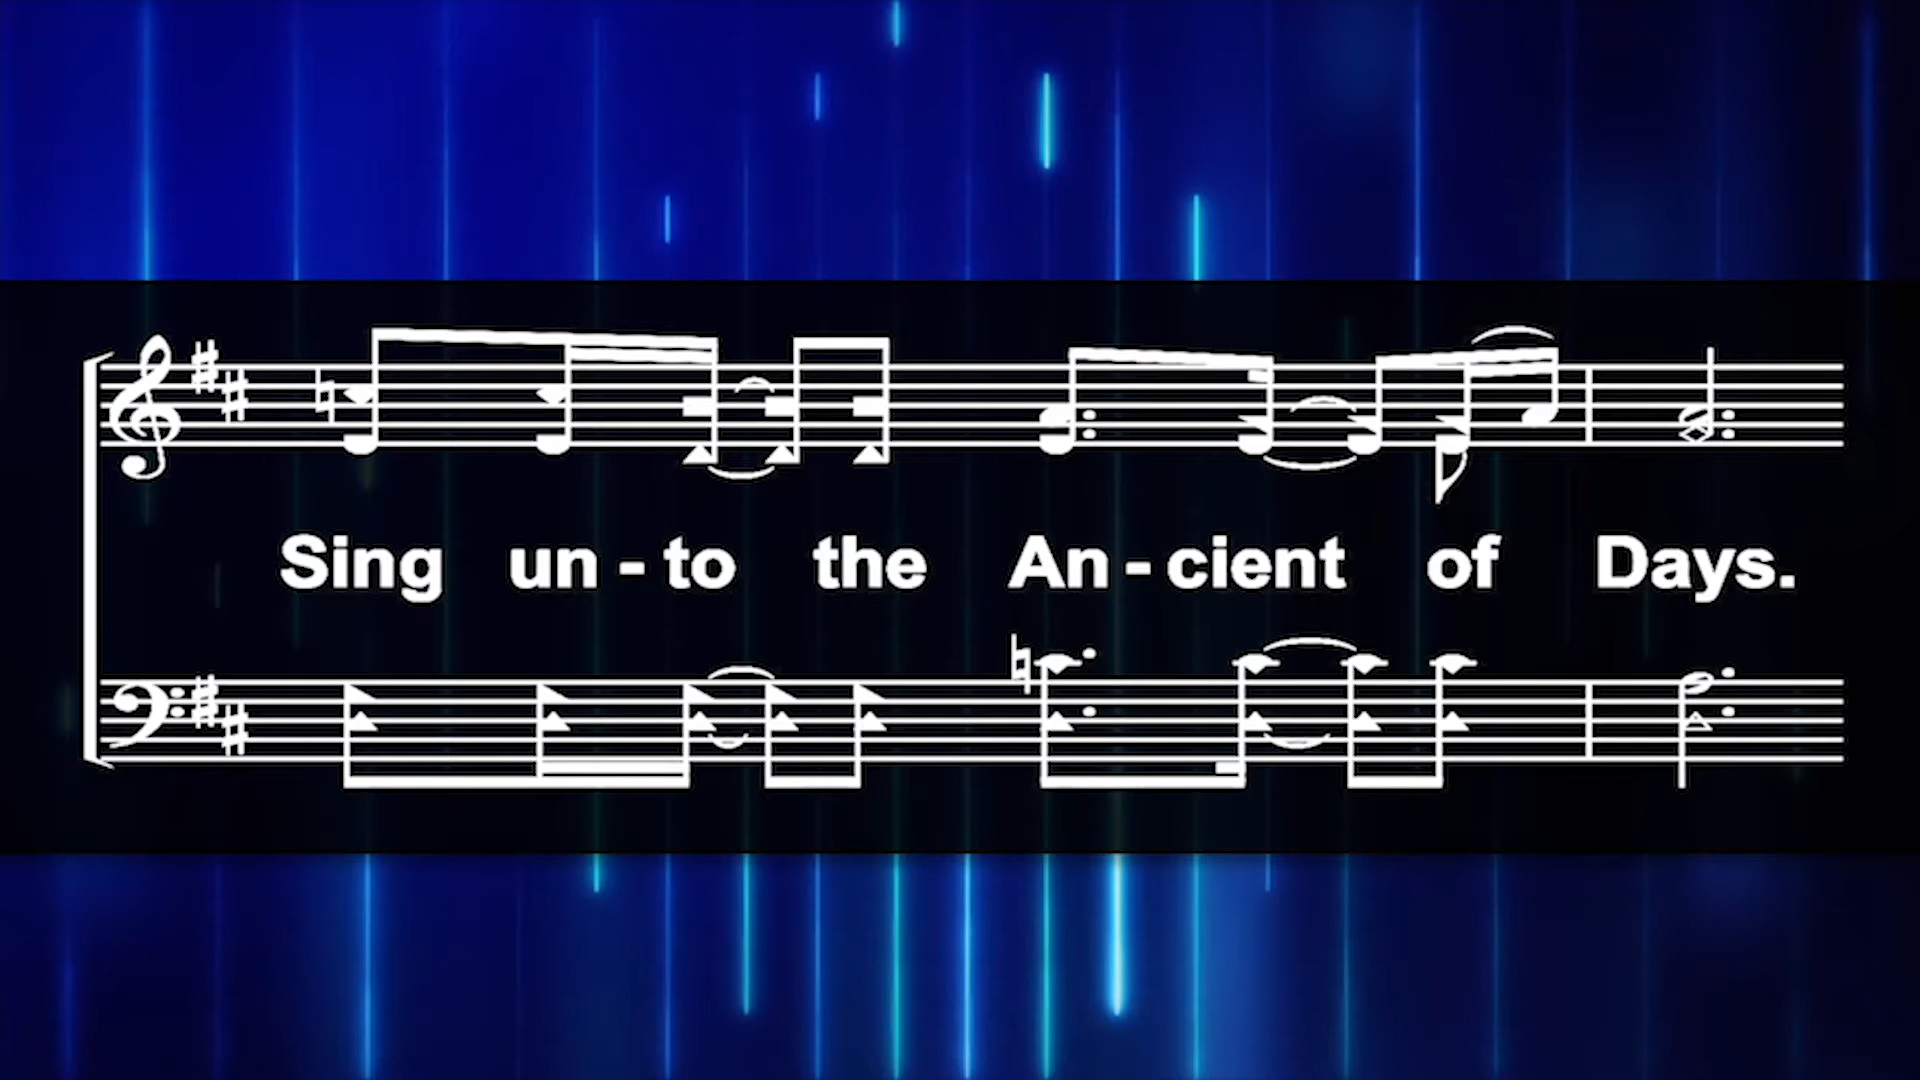 Sing un - to the An - cient of Days.